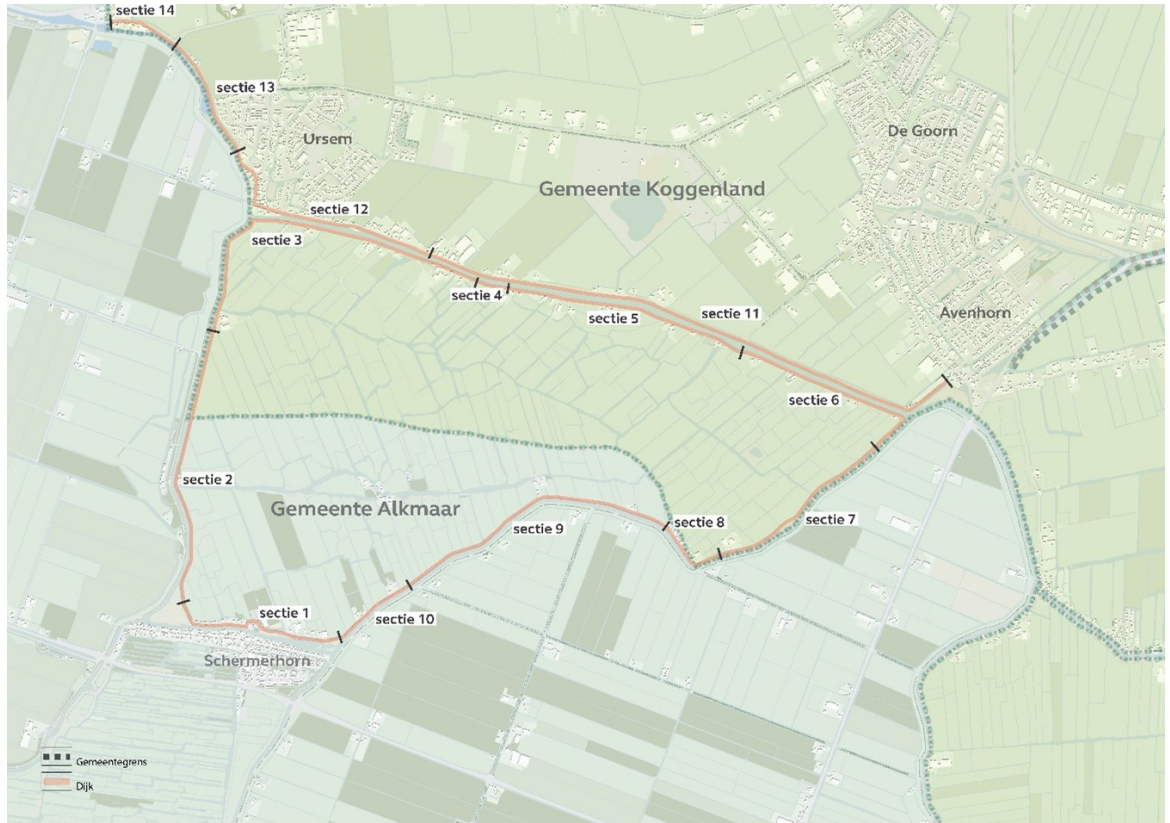 sectie 14
sectie 13
Ursem
De Goorn
Gemeente Koggenland
sectie 12
sectie 3
sectie 4
sectie 5
sectie 11
Avenhorn
sectie 6
sectie 2
Gemeente Alkmaar
sectie 9
sectie 8
sectie 7
sectie 1
sectie 10
Schermerhorn
Gemeentegrens
Dijk